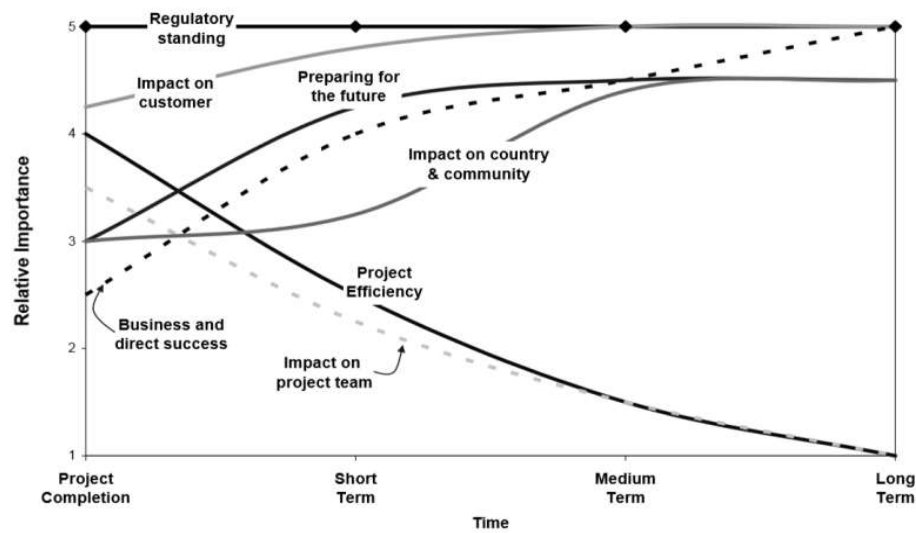 5
Regulatory
standing
Impact on
customer
Preparing for
the future
4
Impact on country
& community
Relative Importance
3
Project
Efficiency
Business and
direct success
2
Impact on
project team
1
Project
Completion
Short
Term
Medium
Term
Long
Term
Time